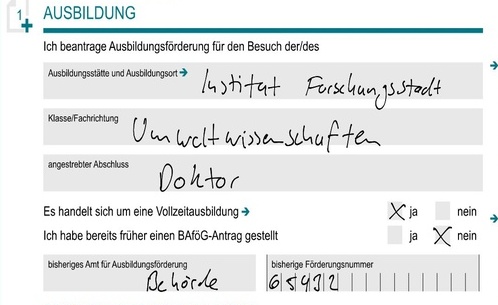 1 AUSBILDUNG
Ich beantrage Ausbildungsförderung für den Besuch der/des
Ausbildungsstätte und Ausbildungsort → Institut Forschungsstadt
Klasse/Fachrichtung Umweltwissenschaften
angestrebter Abschluss Doktor
Es handelt sich um eine Vollzeitausbildung → X ja nein
Ich habe bereits früher einen BAföG-Antrag gestellt ja X nein
bisheriges Amt für Ausbildungsförderung bisherige Förderungsnummer
Behörde 65432